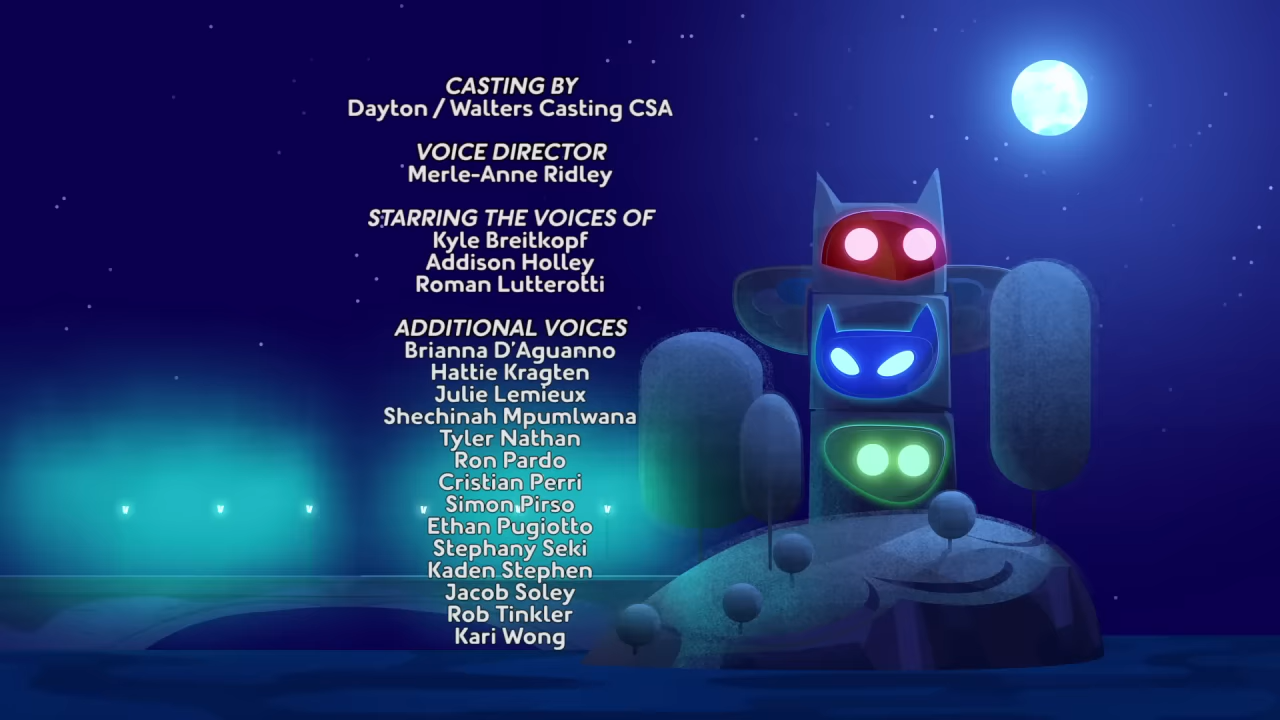 CASTING BY
Dayton / Walters Casting CSA
VOICE DIRECTOR
Merle-Anne Ridley
STARRING THE VOICES OF
Kyle Breitkopf
Addison Holley
Roman Lutterotti
ADDITIONAL VOICES
Brianna D'Aguanno
Hattie Kragten
Julie Lemieux
Shechinah Mpumlwana
Tyler Nathan
Ron Pardo
Cristian Perri
Simon Pirso
Ethan Pugiotto
Stephany Seki
Kaden Stephen
Jacob Soley
Rob Tinkler
Kari Wong